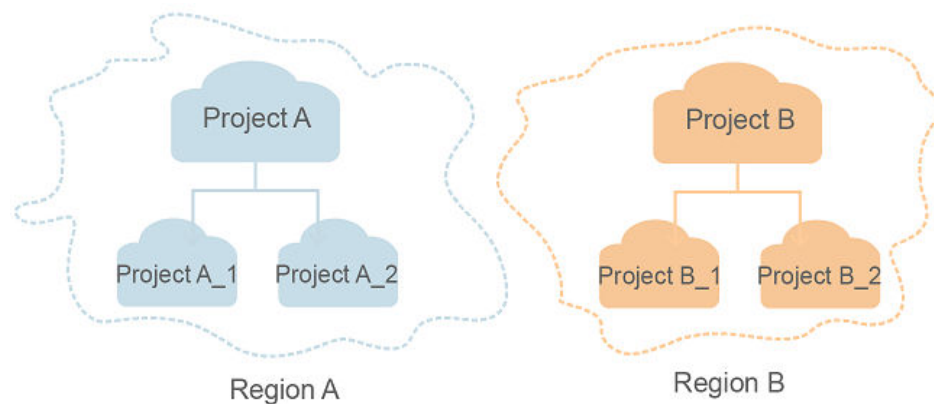 Project A
Project B
Project A_1
Project A_2
Project B_1
Project B_2
Region A
Region B